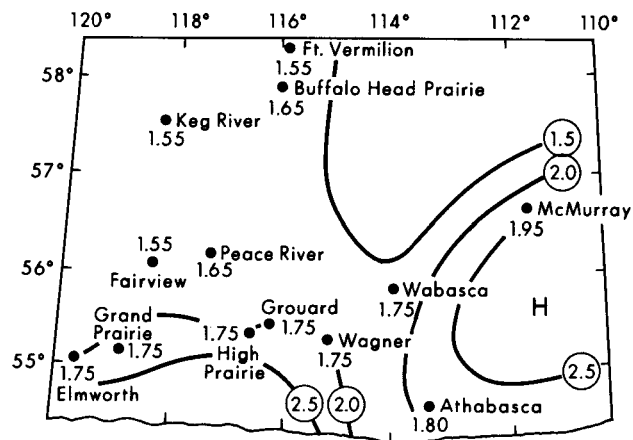 120° 118° 116° 114° 112° 110°
58°
57°
56°
55°
Ft. Vermilion
1.55
Buffalo Head Prairie
1.65
Keg River
1.55
1.5
2.0
McMurray
1.95
1.55
Fairview
Peace River
1.65
Wabasca
1.75
H
Grand
Prairie
1.75
Grouard
1.75
1.75
High
Prairie
Wagner
1.75
1.75
Elmworth
2.5
2.0
2.5
Athabasca
1.80